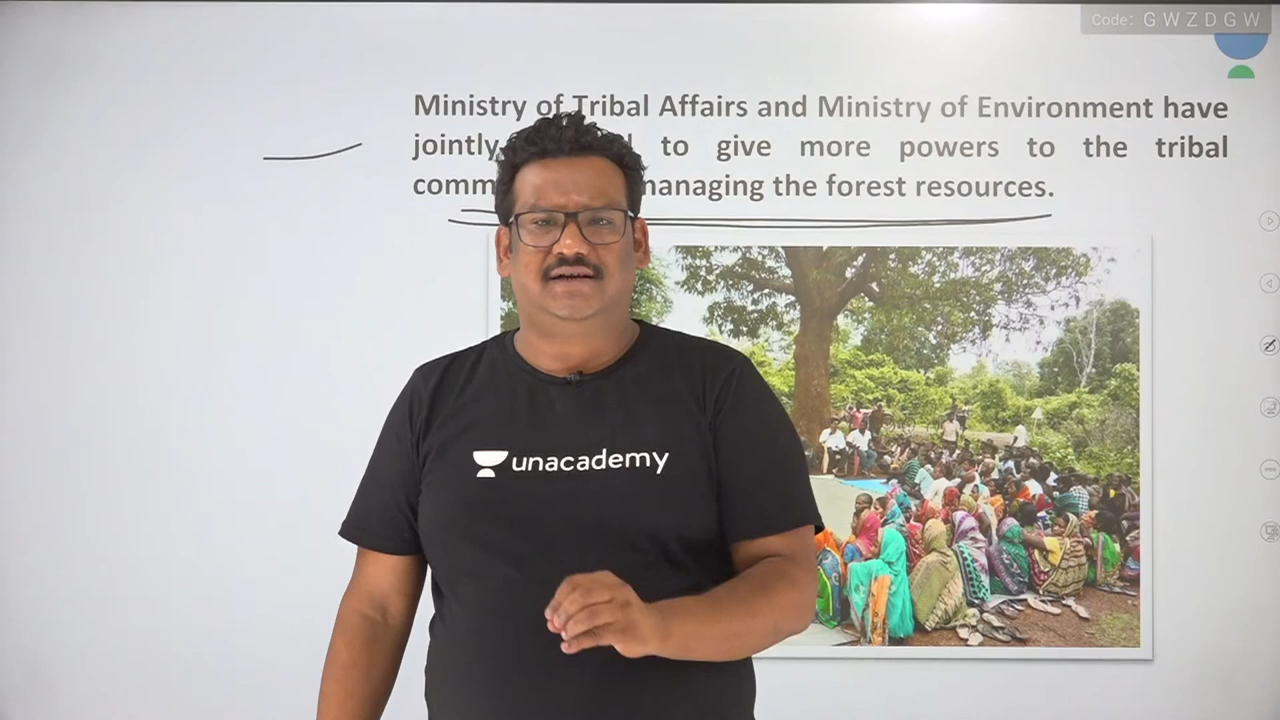 Code: GWZDGW
Ministry of Tribal Affairs and Ministry of Environment have
jointly to give more powers to the tribal
managing the forest resources.
unacademy